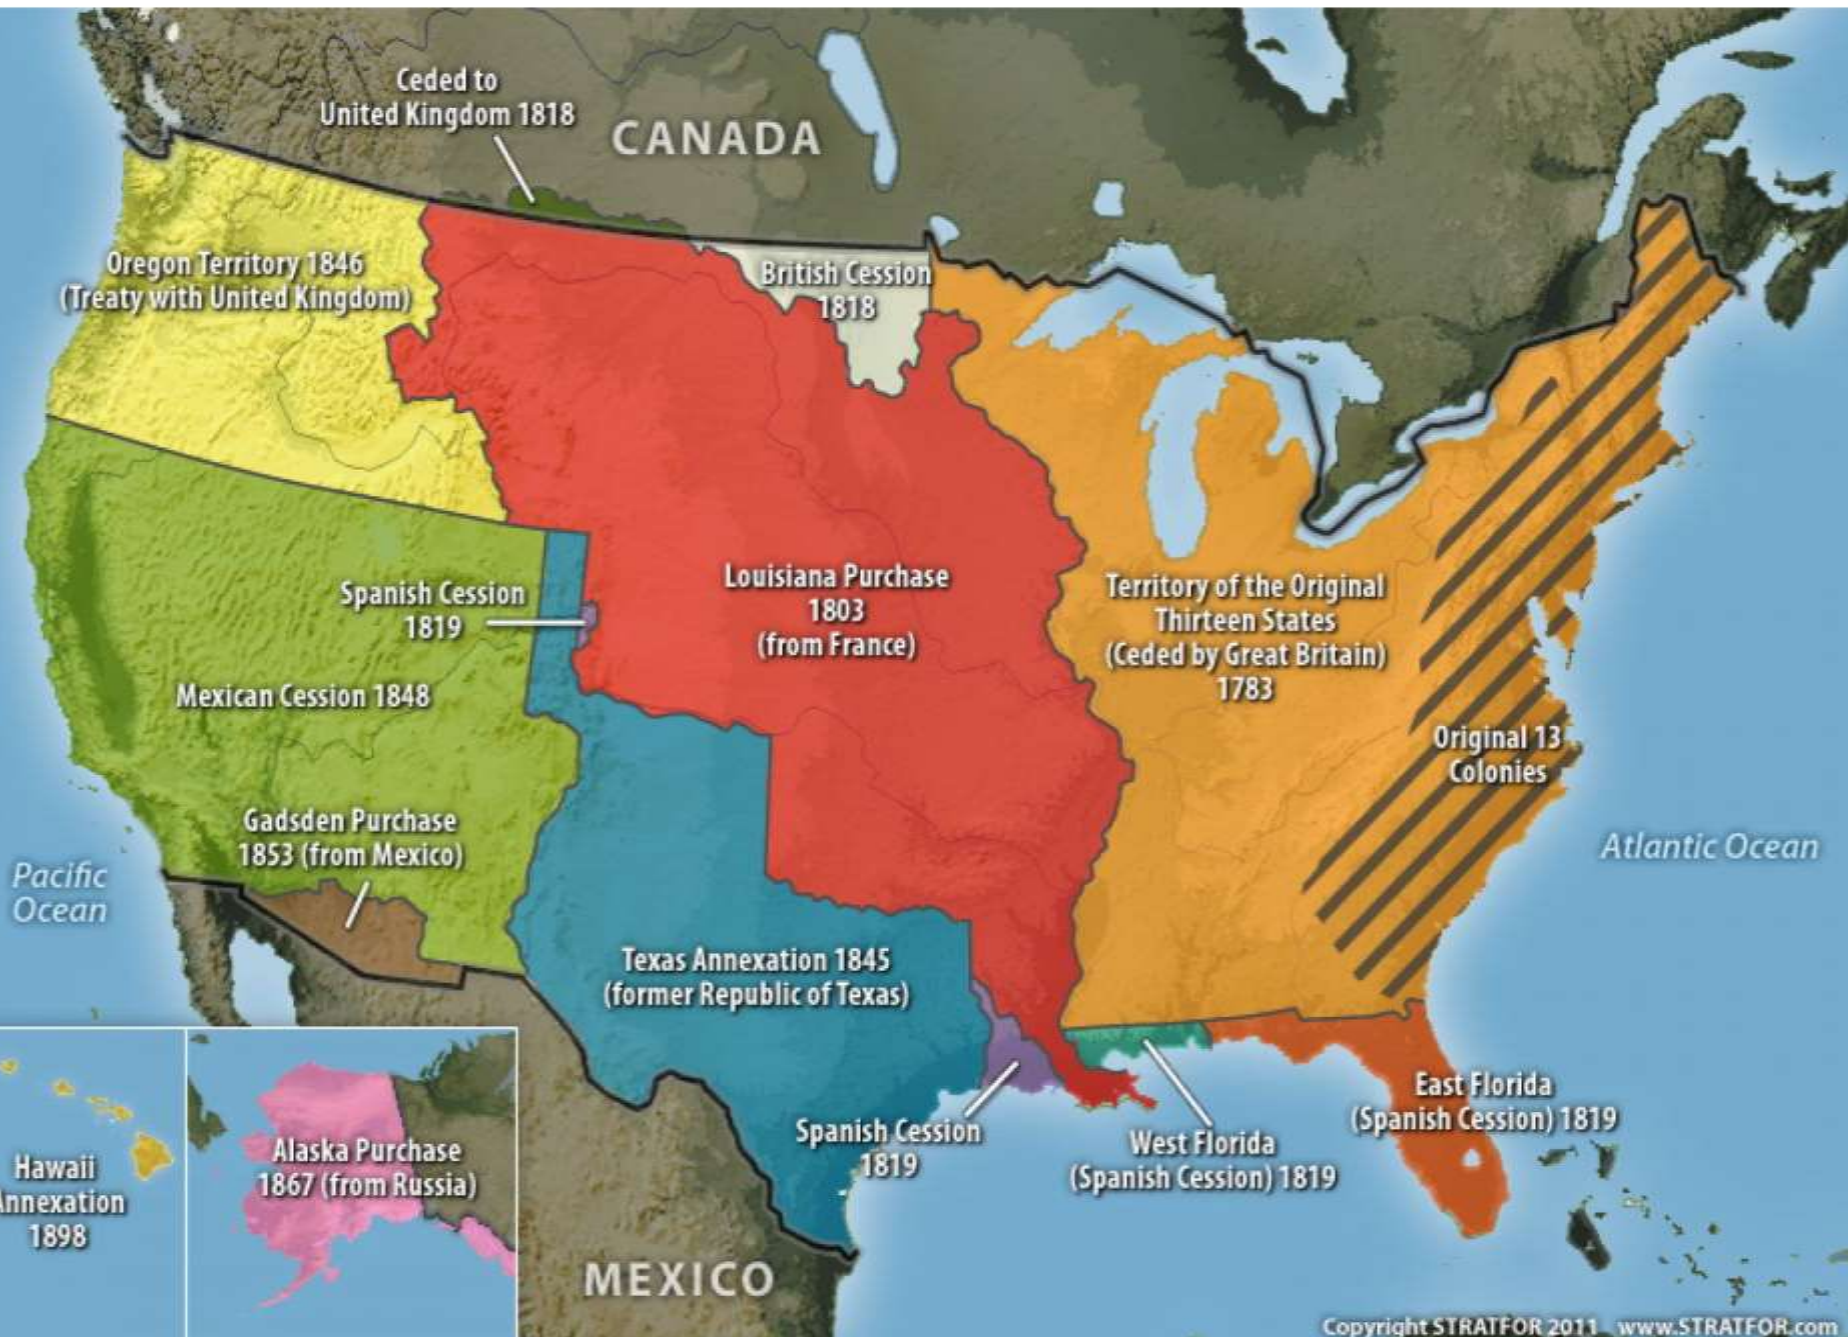 Ceded to
United Kingdom 1818
CANADA
Oregon Territory 1846
(Treaty with United Kingdom)
British Cession
1818
Spanish Cession
1819
Louisiana Purchase
1803
(from France)
Territory of the Original
Thirteen States
(Ceded by Great Britain)
1783
Mexican Cession 1848
Original 13
Colonies
Gadsden Purchase
1853 (from Mexico)
Pacific
Ocean
Atlantic Ocean
Texas Annexation 1845
(former Republic of Texas)
Spanish Cession
1819
West Florida
(Spanish Cession) 1819
East Florida
(Spanish Cession) 1819
Hawaii
Annexation
1898
Alaska Purchase
1867 (from Russia)
MEXICO
Copyright STRATFOR 2011 www.STRATFOR.com